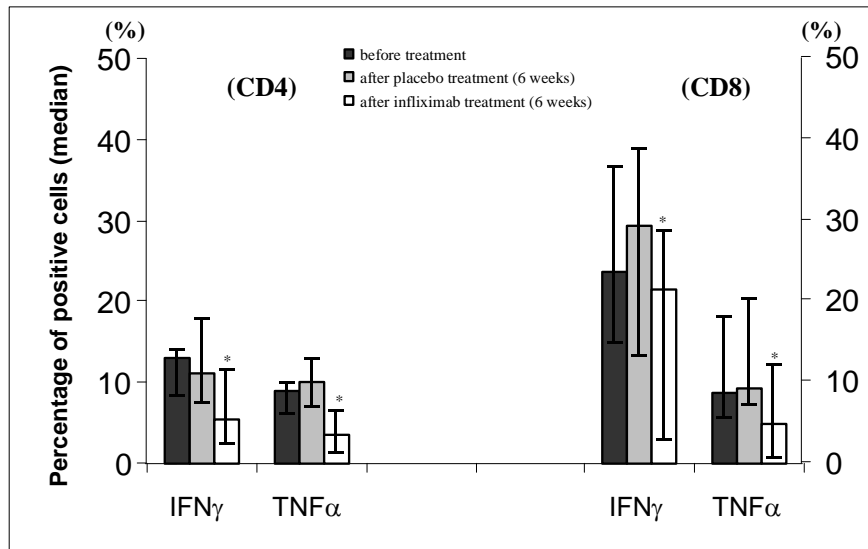 (%)
(%)
before treatment
after placebo treatment (6 weeks)
after infliximab treatment (6 weeks)
(CD4)
(CD8)
Percentage of positive cells (median)
50
40
30
20
10
0
50
40
30
20
10
0
*
*
*
*
IFNγ
TNFα
IFNγ
TNFα